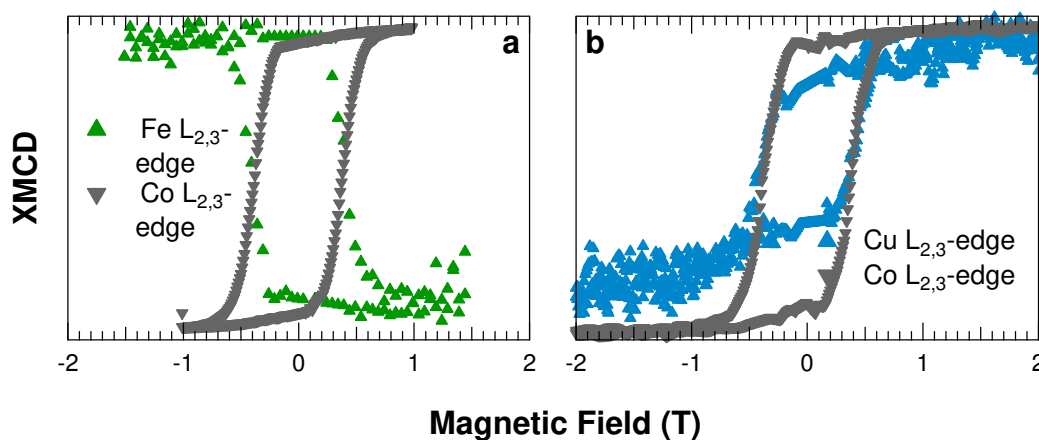 a
b
XMCD
Fe L2,3-
edge
Co L2,3-
edge
Cu L2,3-edge
Co L2,3-edge
-2 -1 0 1 2
-2 -1 0 1 2
Magnetic Field (T)